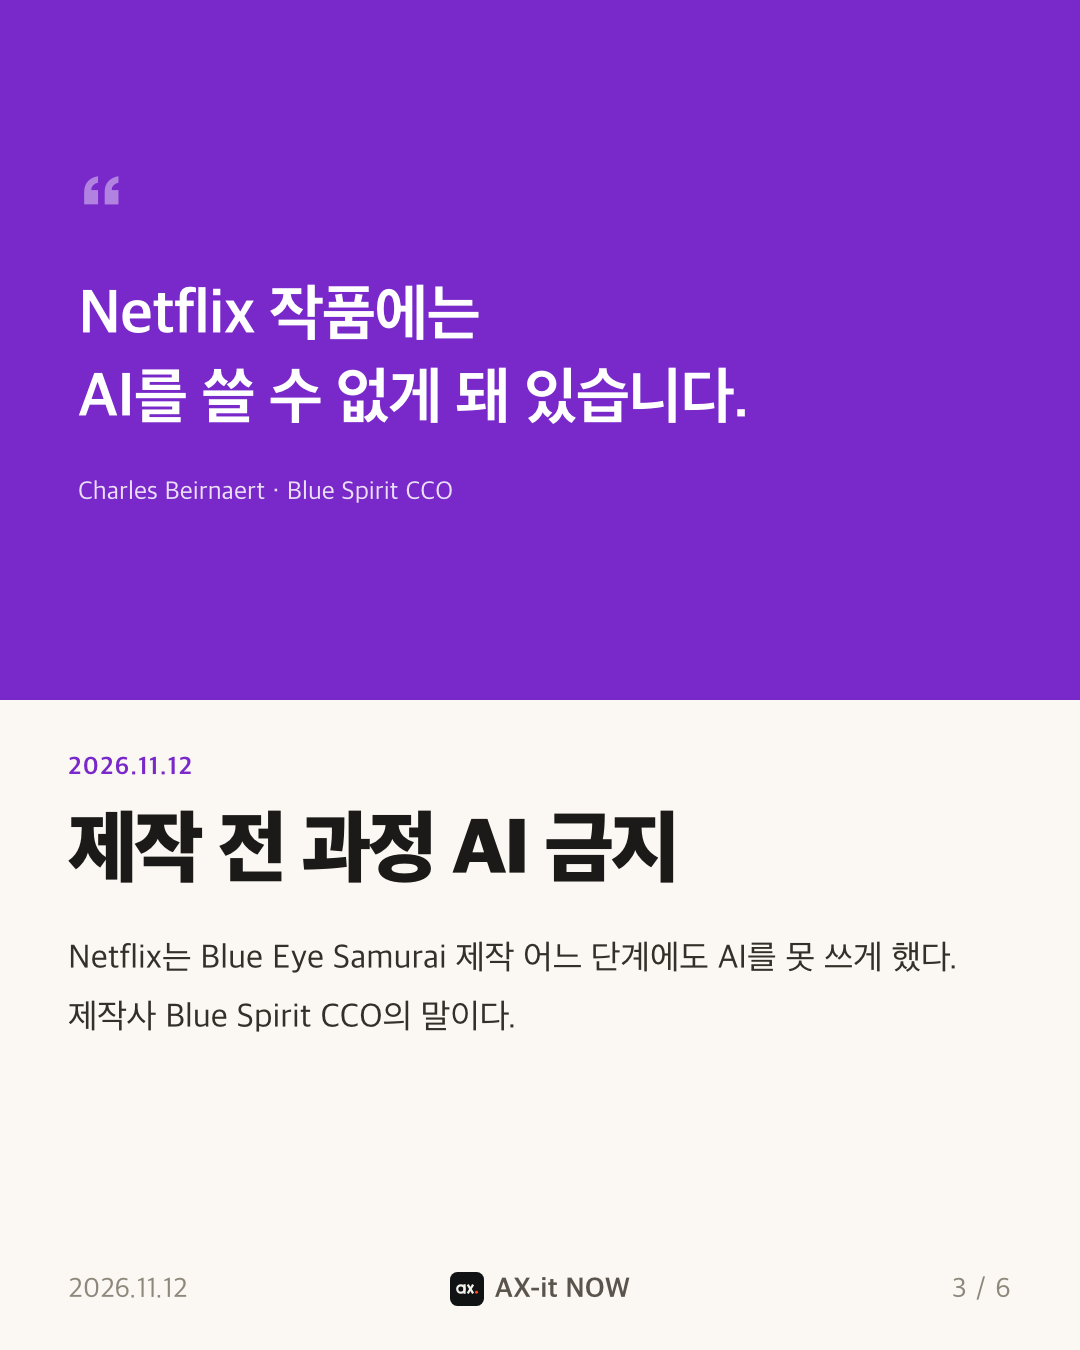 “
Netflix 작품에는
AI를 쓸 수 없게 돼 있습니다.
Charles Beirnaert · Blue Spirit CCO
2026.11.12
제작 전 과정 AI 금지
Netflix는 Blue Eye Samurai 제작 어느 단계에도 AI를 못 쓰게 했다.
제작사 Blue Spirit CCO의 말이다.
2026.11.12
ax. AX-it NOW
3 / 6